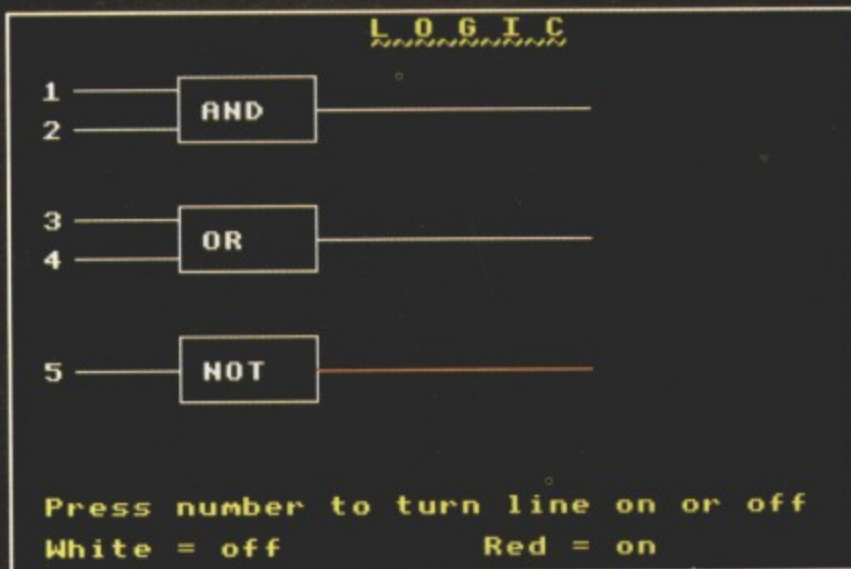 L O G I C
1
AND
2
3
OR
4
5 NOT
Press number to turn line on or off
White = off Red = on